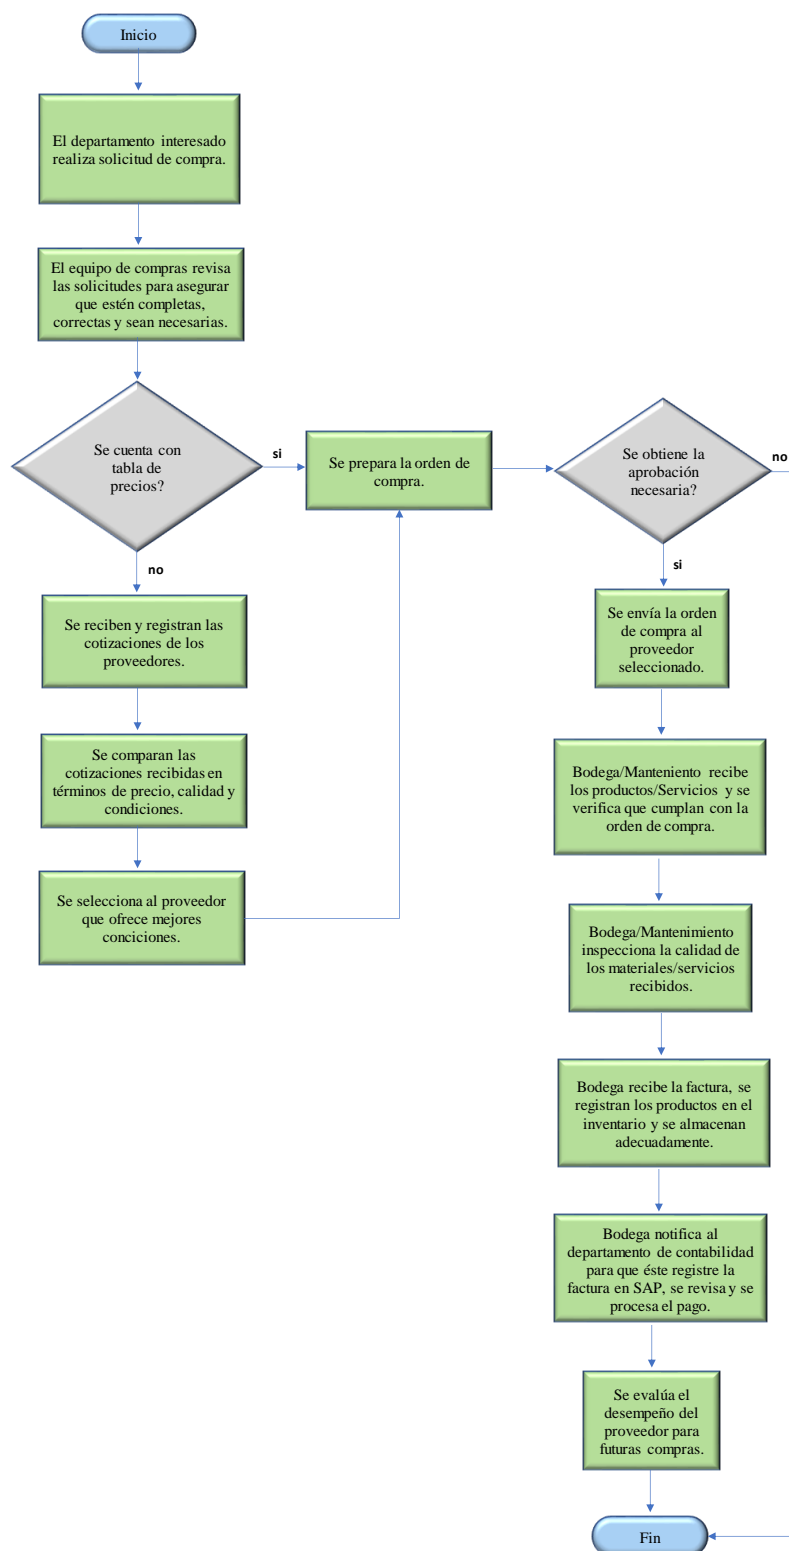 Inicio
El departamento interesado
realiza solicitud de compra.
El equipo de compras revisa
las solicitudes para asegurar
que estén completas,
correctas y sean necesarias.
Se cuenta con
tabla de
precios?
si
no
Se reciben y registran las
cotizaciones de los
proveedores.
Se comparan las
cotizaciones recibidas en
términos de precio, calidad y
condiciones.
Se selecciona al proveedor
que ofrece mejores
conciciones.
Se prepara la orden de
compra.
Se obtiene la
aprobación
necesaria?
no
si
Se envía la orden
de compra al
proveedor
seleccionado.
Bodega/Manteniento recibe
los productos/Servicios y se
verifica que cumplan con la
orden de compra.
Bodega/Mantenimiento
inspecciona la calidad de
los materiales/servicios
recibidos.
Bodega recibe la factura, se
registran los productos en el
inventario y se almacenan
adecuadamente.
Bodega notifica al
departamento de contabilidad
para que éste registre la
factura en SAP, se revisa y se
procesa el pago.
Se evalúa el
desempeño del
proveedor para
futuras compras.
Fin